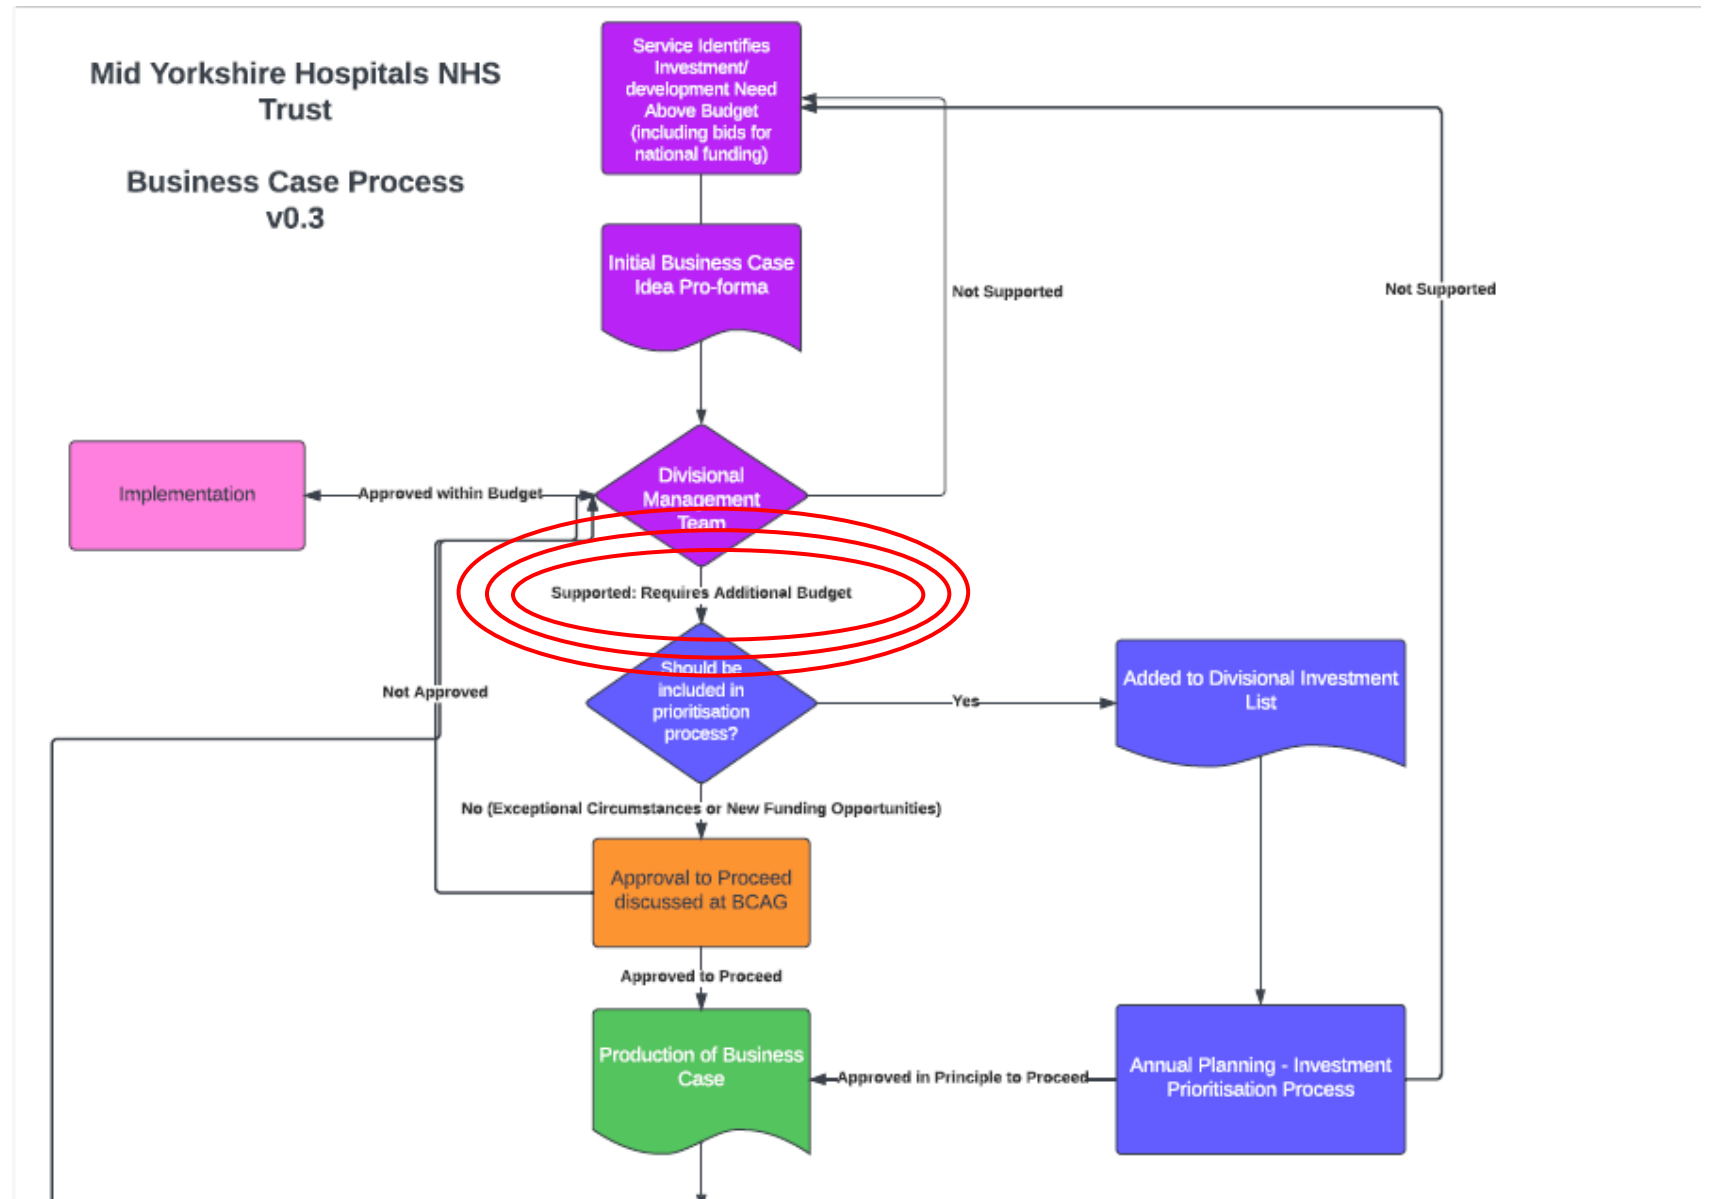 Mid Yorkshire Hospitals NHS
Trust
Business Case Process
v0.3
Service Identifies
Investment/
development Need
Above Budget
(including bids for
national funding)
Initial Business Case
Idea Pro-forma
Not Supported
Not Supported
Implementation
Approved within Budget
Divisional
Management
Team
Supported: Requires Additional Budget
Should be
included in
prioritisation
process?
Yes
Added to Divisional Investment
List
Not Approved
No (Exceptional Circumstances or New Funding Opportunities)
Approval to Proceed
discussed at BCAG
Approved to Proceed
Production of Business
Case
Approved in Principle to Proceed
Annual Planning - Investment
Prioritisation Process